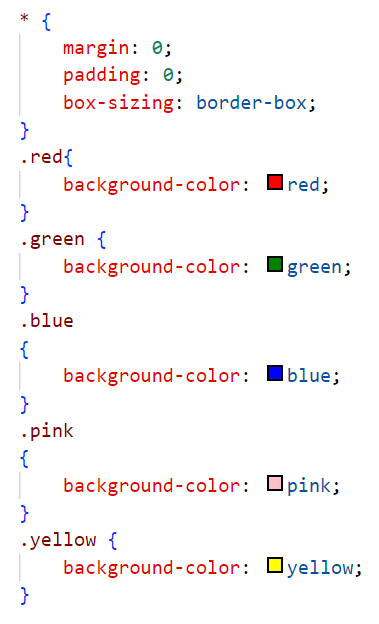 * {
    margin: 0;
    padding: 0;
    box-sizing: border-box;
}
.red{
    background-color: red;
}
.green {
    background-color: green;
}
.blue
{
    background-color: blue;
}
.pink
{
    background-color: pink;
}
.yellow {
    background-color: yellow;
}